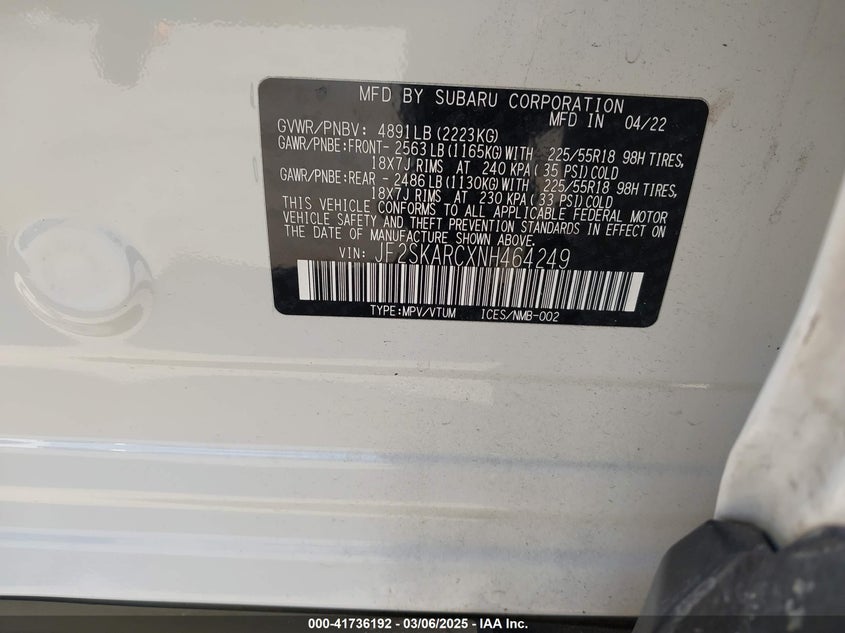 MFD BY SUBARU CORPORATION
MFD IN 04/22
GVWR/PNBV: 4891LB(2223KG)
GAWR/PNBE:FRONT- 2563LB(1165KG)WITH 225/55R18 98H TIRES,
18X7J RIMS AT 240 KPA( 35 PSI)COLD
GAWR/PNBE:REAR - 2486LB(1130KG)WITH 225/55R18 98H TIRES,
18X7J RIMS AT 230 KPA( 33 PSI)COLD
THIS VEHICLE CONFORMS TO ALL APPLICABLE FEDERAL MOTOR
VEHICLE SAFETY AND THEFT PREVENTION STANDARDS IN EFFECT ON
THE DATE OF MANUFACTURE SHOWN ABOVE.
VIN: JF2SKARCXNH464249
TYPE:MPV/VTUM ICES/NMB-002
000-41736192 - 03/06/2025 - IAA Inc.